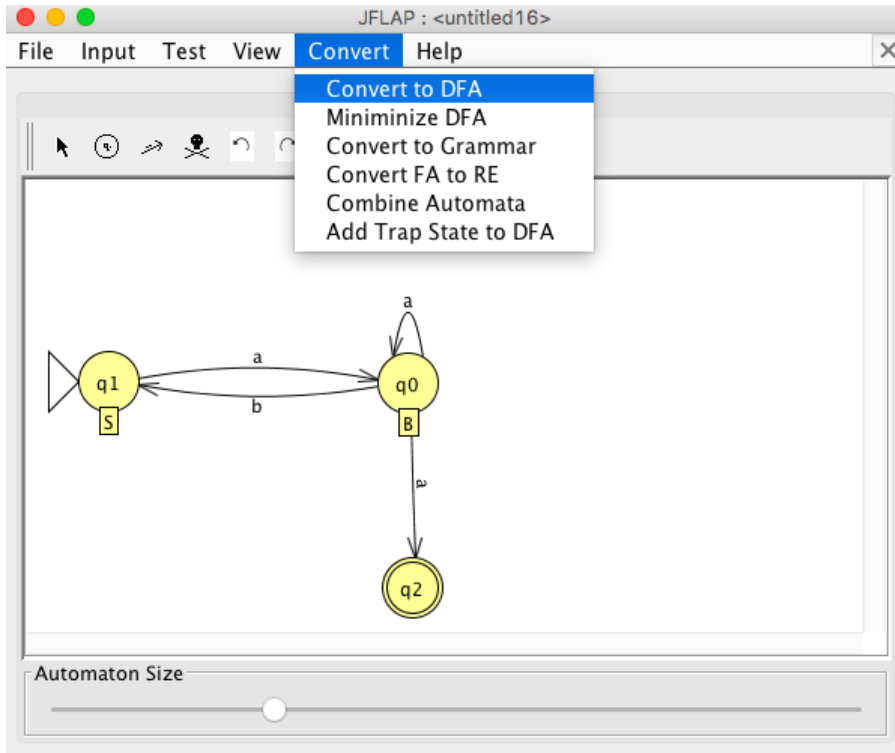 JFLAP : <untitled16>
File Input Test View Convert Help
Convert to DFA
Miniminize DFA
Convert to Grammar
Convert FA to RE
Combine Automata
Add Trap State to DFA
q
a
a
q1
q0
b
S
B
a
q2
Automaton Size